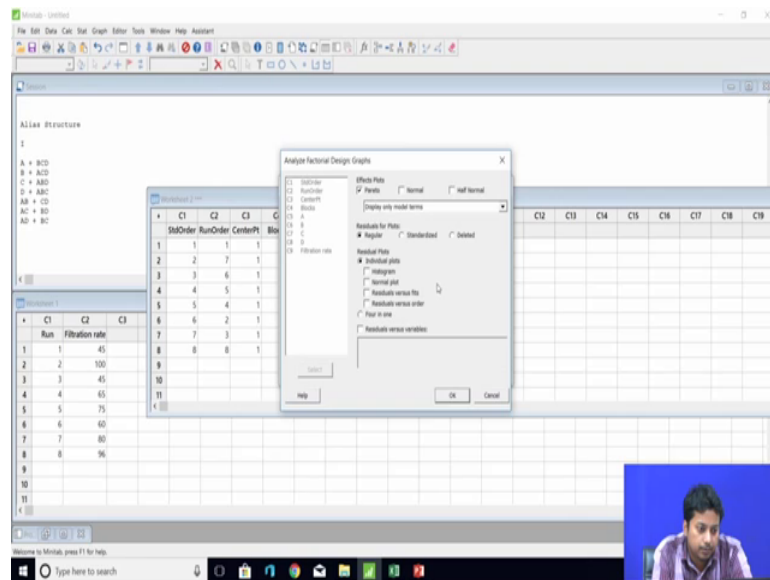 Minitab - Untitled
File Edit Data Calc Stat Graph Editor Tools Window Help Assistant
Session
Alias Structure
I
A + BCD
B + ACD
C + ABD
D + ABC
AB + CD
AC + BD
AD + BC
Worksheet 2 ***
C1 C2 C3
C12 C13 C14 C15 C16 C17 C18 C19
StdOrder RunOrder CenterPt
1 1 1 1
2 2 7 1
3 3 6 1
4 4 5 1
5 5 4 1
6 6 2 1
7 7 3 1
8 8 8 1
9
10
11
Analyze Factorial Design: Graphs
C1 StdOrder
C2 RunOrder
C3 CenterPt
C4 Blocks
C5 A
C6 B
C7 C
C8 D
C9 Filtration rate
Effects Plots
Pareto Normal Half Normal
Display only model terms
Residuals for Plots:
Regular Standardized Deleted
Residual Plots
Individual plots
Histogram
Normal plot
Residuals versus fits
Residuals versus order
Four in one
Residuals versus variables:
Select
Help OK Cancel
Worksheet 1
C1 C2 C3
Run Filtration rate
1 1 45
2 2 100
3 3 45
4 4 65
5 5 75
6 6 60
7 7 80
8 8 96
9
10
11
Welcome to Minitab, press F1 for help.
Type here to search